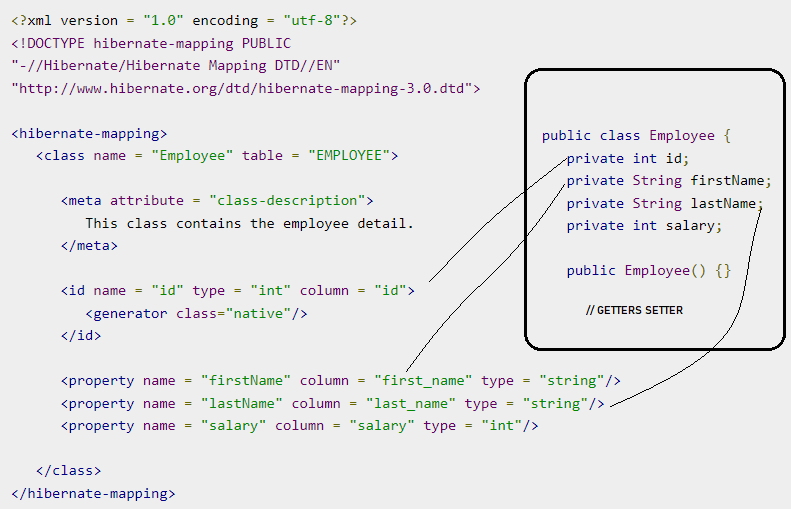 <?xml version = "1.0" encoding = "utf-8"?>
<!DOCTYPE hibernate-mapping PUBLIC
"-//Hibernate/Hibernate Mapping DTD//EN"
"http://www.hibernate.org/dtd/hibernate-mapping-3.0.dtd">
<hibernate-mapping>
<class name = "Employee" table = "EMPLOYEE">
<meta attribute = "class-description">
This class contains the employee detail.
</meta>
<id name = "id" type = "int" column = "id">
<generator class="native"/>
</id>
<property name = "firstName" column = "first_name" type = "string"/>
<property name = "lastName" column = "last_name" type = "string"/>
<property name = "salary" column = "salary" type = "int"/>
</class>
</hibernate-mapping>
public class Employee {
private int id;
private String firstName;
private String lastName;
private int salary;
public Employee() {}
// GETTERS SETTER